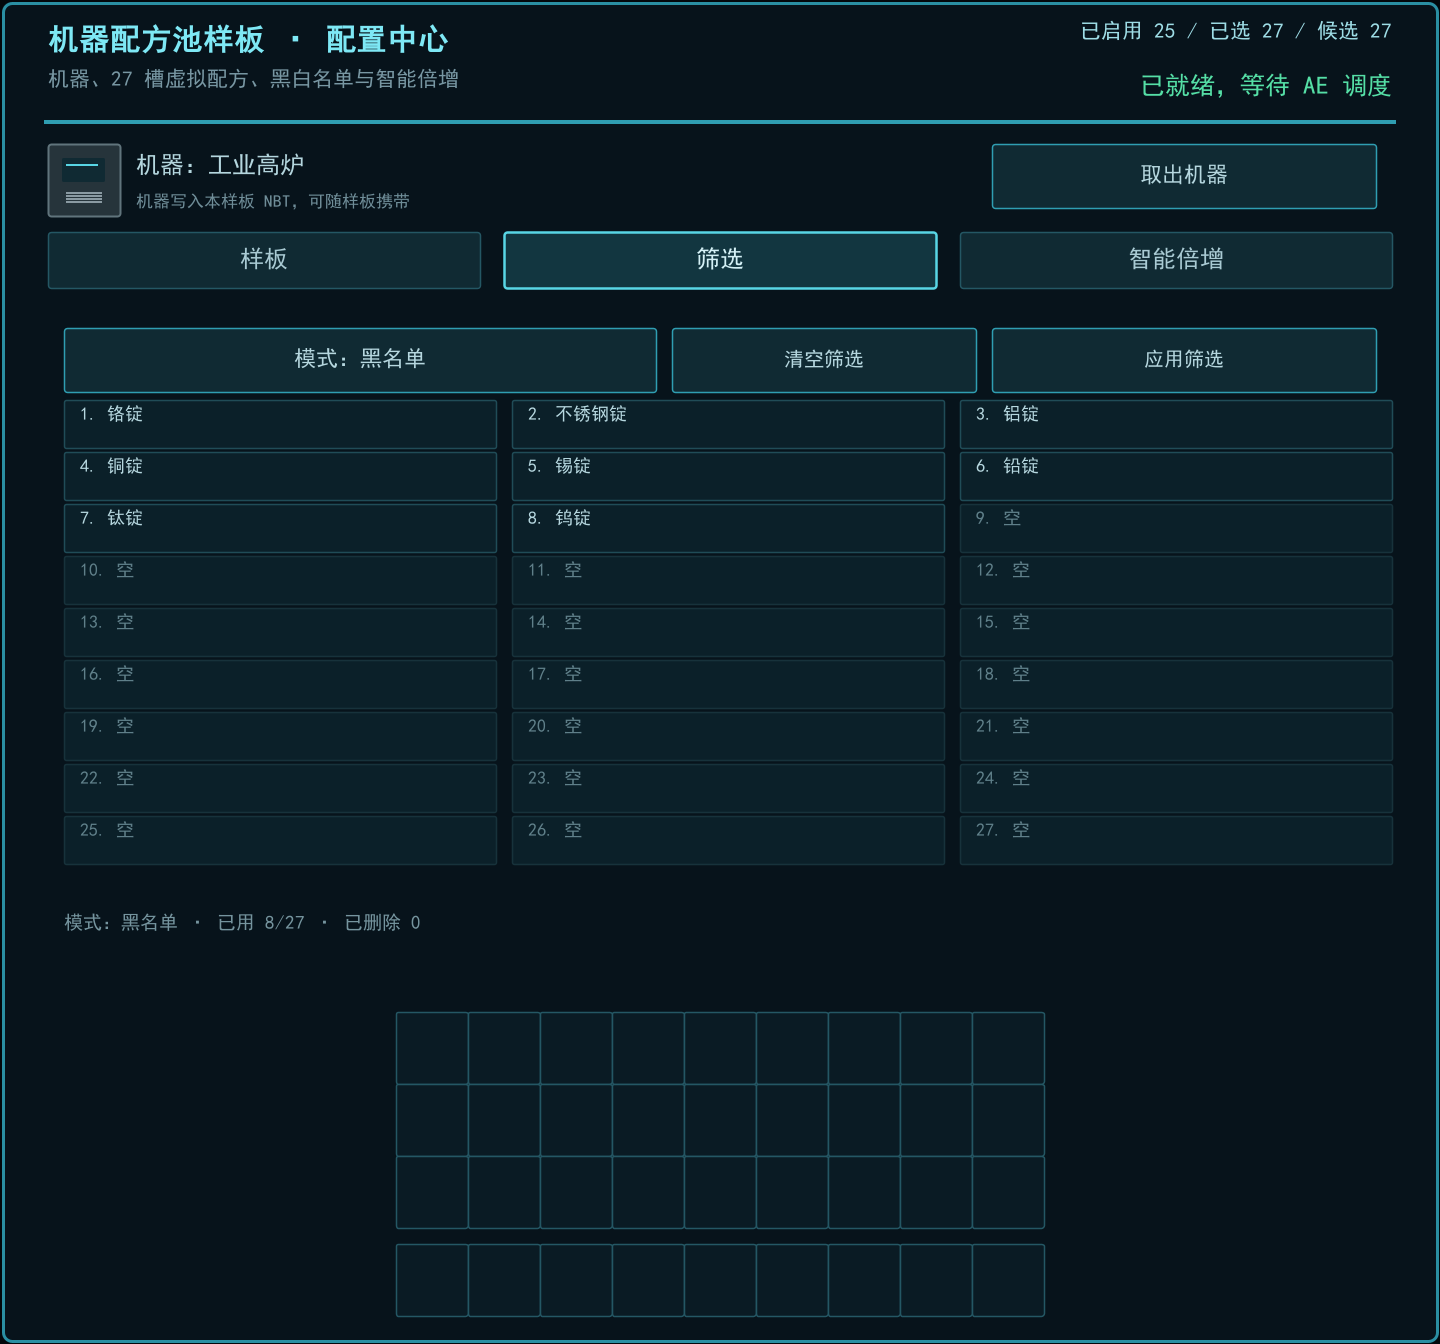 机器配方池样板 · 配置中心
已启用 25 / 已选 27 / 候选 27
机器、27 槽虚拟配方、黑白名单与智能倍增
已就绪，等待 AE 调度
机器：工业高炉
机器写入本样板 NBT，可随样板携带
取出机器
样板
筛选
智能倍增
模式：黑名单
清空筛选
应用筛选
1. 铬锭
2. 不锈钢锭
3. 铝锭
4. 铜锭
5. 锡锭
6. 铅锭
7. 钛锭
8. 钨锭
9. 空
10. 空
11. 空
12. 空
13. 空
14. 空
15. 空
16. 空
17. 空
18. 空
19. 空
20. 空
21. 空
22. 空
23. 空
24. 空
25. 空
26. 空
27. 空
模式：黑名单 · 已用 8/27 · 已删除 0